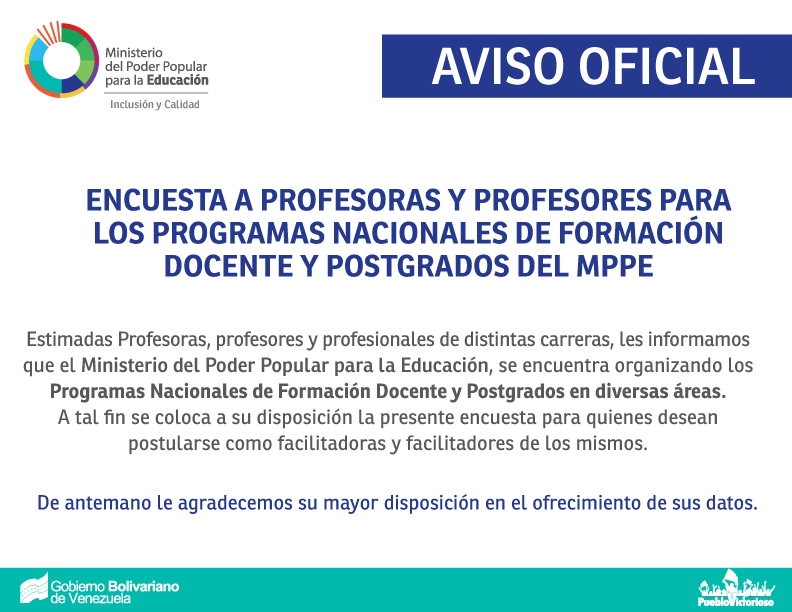 Ministerio
del Poder Popular
para la Educación
Inclusión y Calidad
AVISO OFICIAL
ENCUESTA A PROFESORAS Y PROFESORES PARA
LOS PROGRAMAS NACIONALES DE FORMACIÓN
DOCENTE Y POSTGRADOS DEL MPPE
Estimadas Profesoras, profesores y profesionales de distintas carreras, les informamos
que el Ministerio del Poder Popular para la Educación, se encuentra organizando los
Programas Nacionales de Formación Docente y Postgrados en diversas áreas.
A tal fin se coloca a su disposición la presente encuesta para quienes desean
postularse como facilitadoras y facilitadores de los mismos.
De antemano le agradecemos su mayor disposición en el ofrecimiento de sus datos.
Gobierno Bolivariano
de Venezuela
PuebloVictorioso